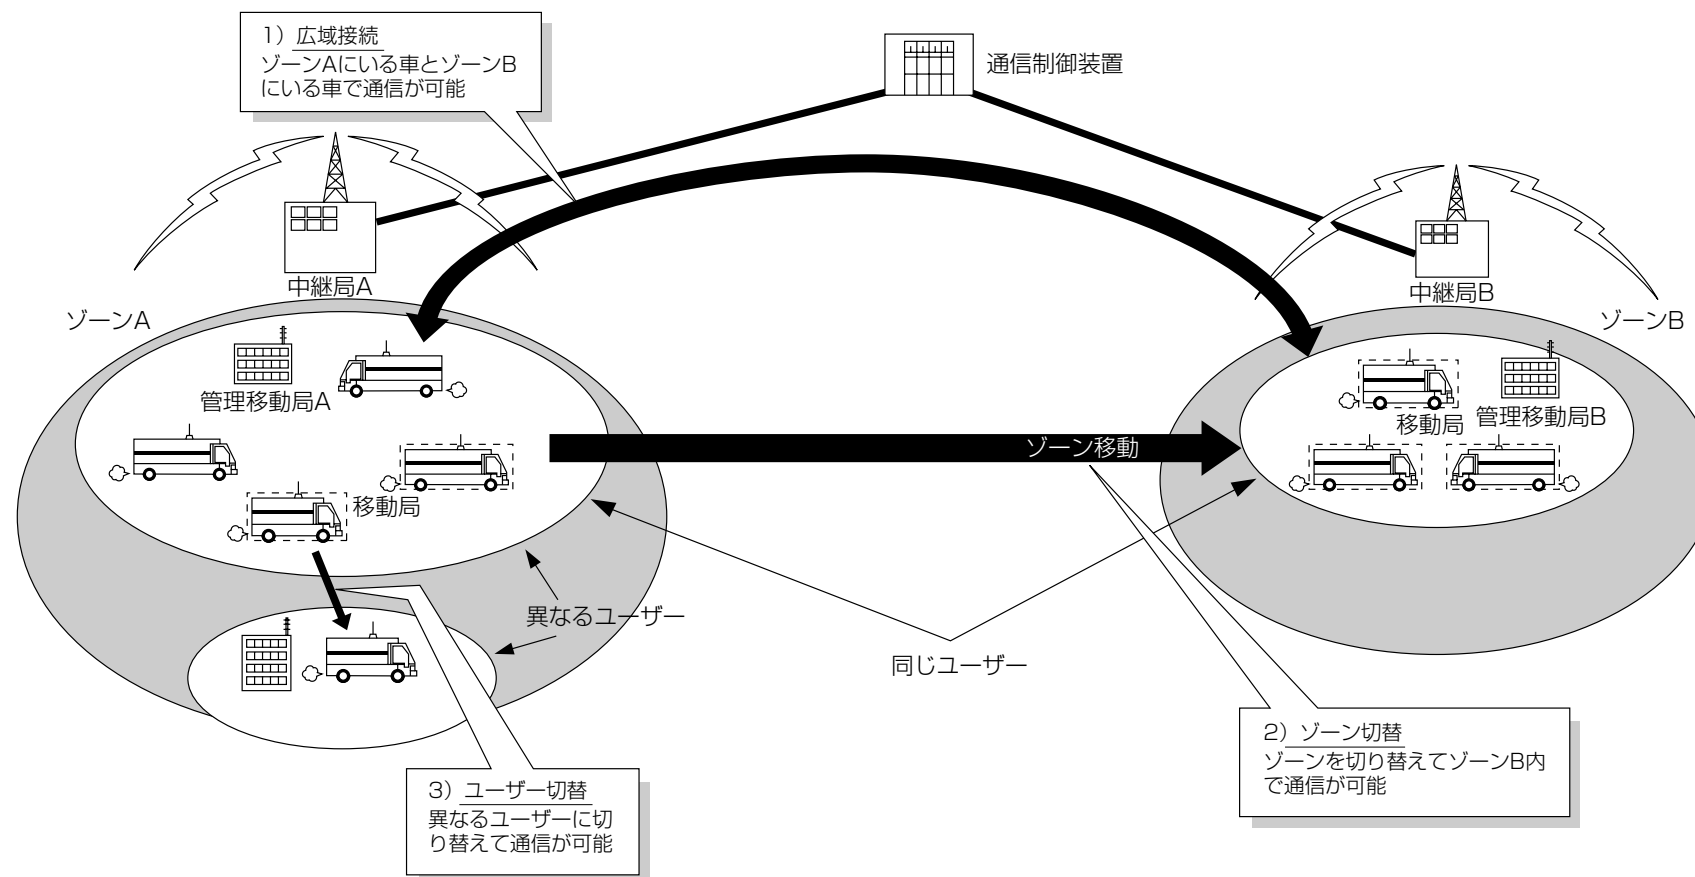 1）広域接続
ゾーンAにいる車とゾーンB
にいる車で通信が可能
通信制御装置
中継局A
中継局B
ゾーンA
ゾーンB
管理移動局A
移動局
管理移動局B
ゾーン移動
移動局
異なるユーザー
同じユーザー
2）ゾーン切替
ゾーンを切り替えてゾーンB内
で通信が可能
3）ユーザー切替
異なるユーザーに切
り替えて通信が可能